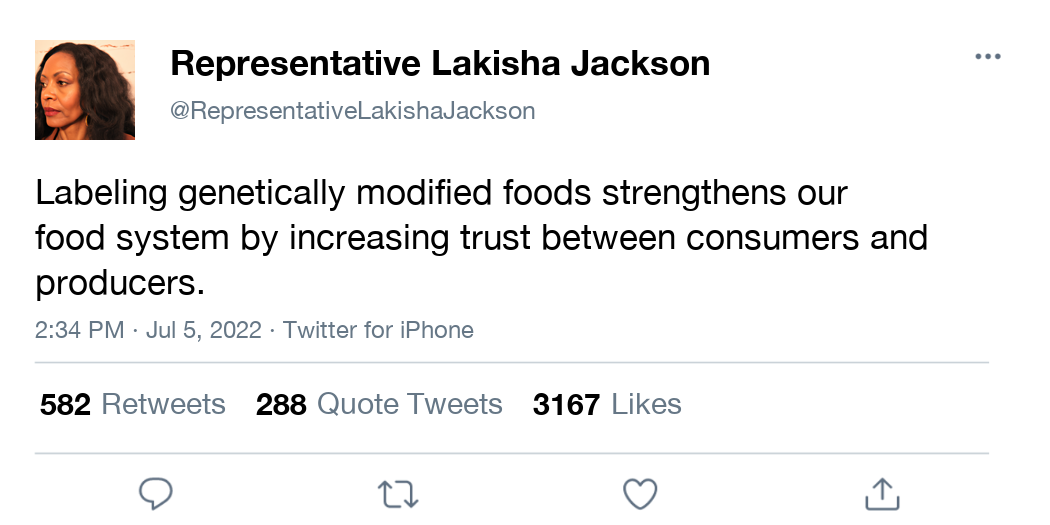 Representative Lakisha Jackson
@RepresentativeLakishaJackson
Labeling genetically modified foods strengthens our
food system by increasing trust between consumers and
producers.
2:34 PM · Jul 5, 2022 · Twitter for iPhone
582 Retweets 288 Quote Tweets 3167 Likes